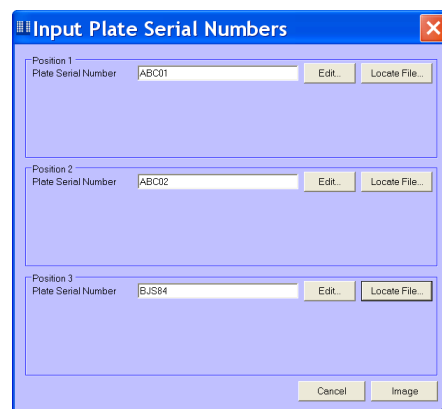 Input Plate Serial Numbers
Position 1
Plate Serial Number ABC01 Edit... Locate File...
Position 2
Plate Serial Number ABC02 Edit... Locate File...
Position 3
Plate Serial Number BJS84 Edit... Locate File...
Cancel Image